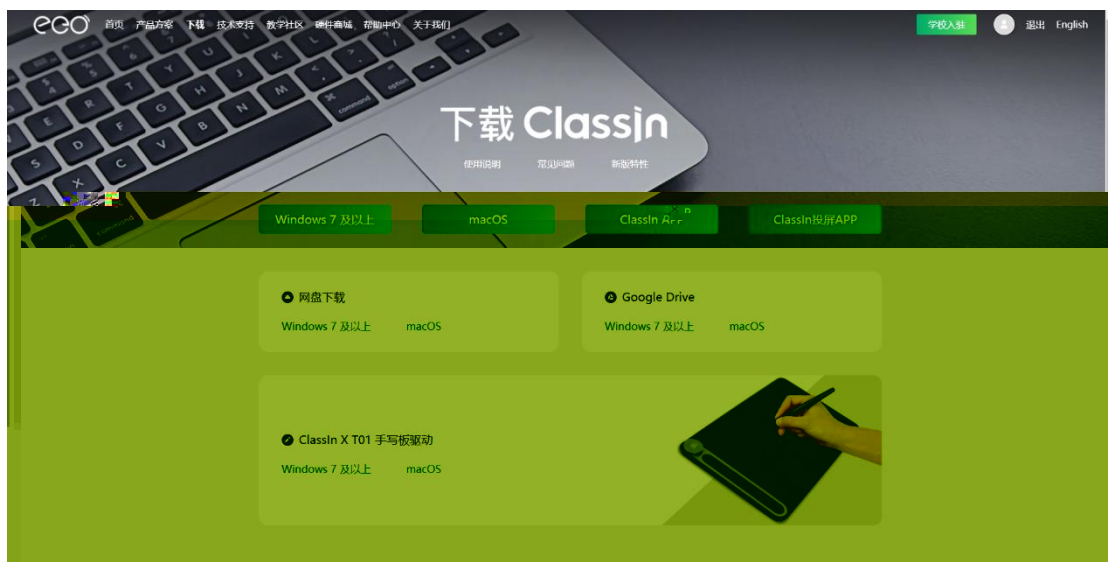 eeo 首页 产品方案 下载 技术支持 教学社区 硬件商城 帮助中心 关于我们 学校入驻 退出 English
下载 ClassIn
使用说明 常见问题 新版特性
Windows 7 及以上 macOS ClassIn APP ClassIn投屏APP
网盘下载 Google Drive
Windows 7 及以上 macOS Windows 7 及以上 macOS
ClassIn X T01 手写板驱动
Windows 7 及以上 macOS